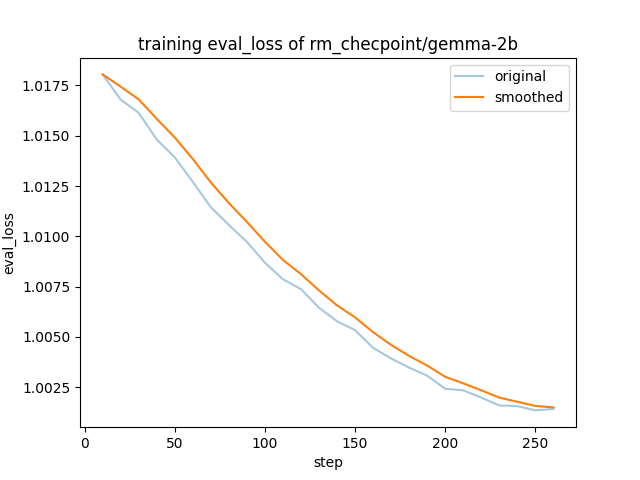 training eval_loss of rm_checpoint/gemma-2b
original
smoothed
1.0175
1.0150
1.0125
1.0100
1.0075
1.0050
1.0025
eval_loss
0 50 100 150 200 250
step